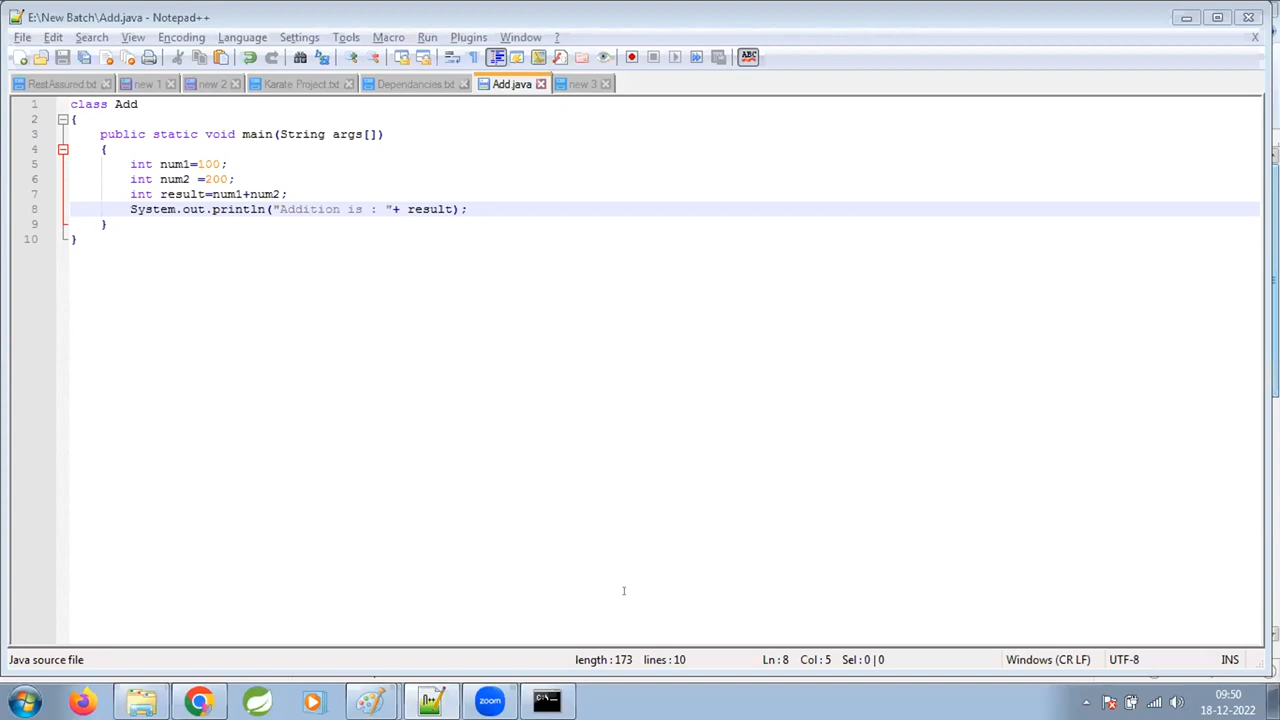 E:\New Batch\Add.java - Notepad++
File Edit Search View Encoding Language Settings Tools Macro Run Plugins Window ? X
ABC
RestAssured.txt new 1 new 2 Karate Project.txt Dependancies.txt Add.java new 3
1 class Add
2 {
3 public static void main(String args[])
4 {
5 int num1=100;
6 int num2 =200;
7 int result=num1+num2;
8 System.out.println("Addition is : "+ result);
9 }
10 }
Java source file length : 173 lines : 10 Ln : 8 Col : 5 Sel : 0 | 0 Windows (CR LF) UTF-8 INS
zoom
09:50
18-12-2022